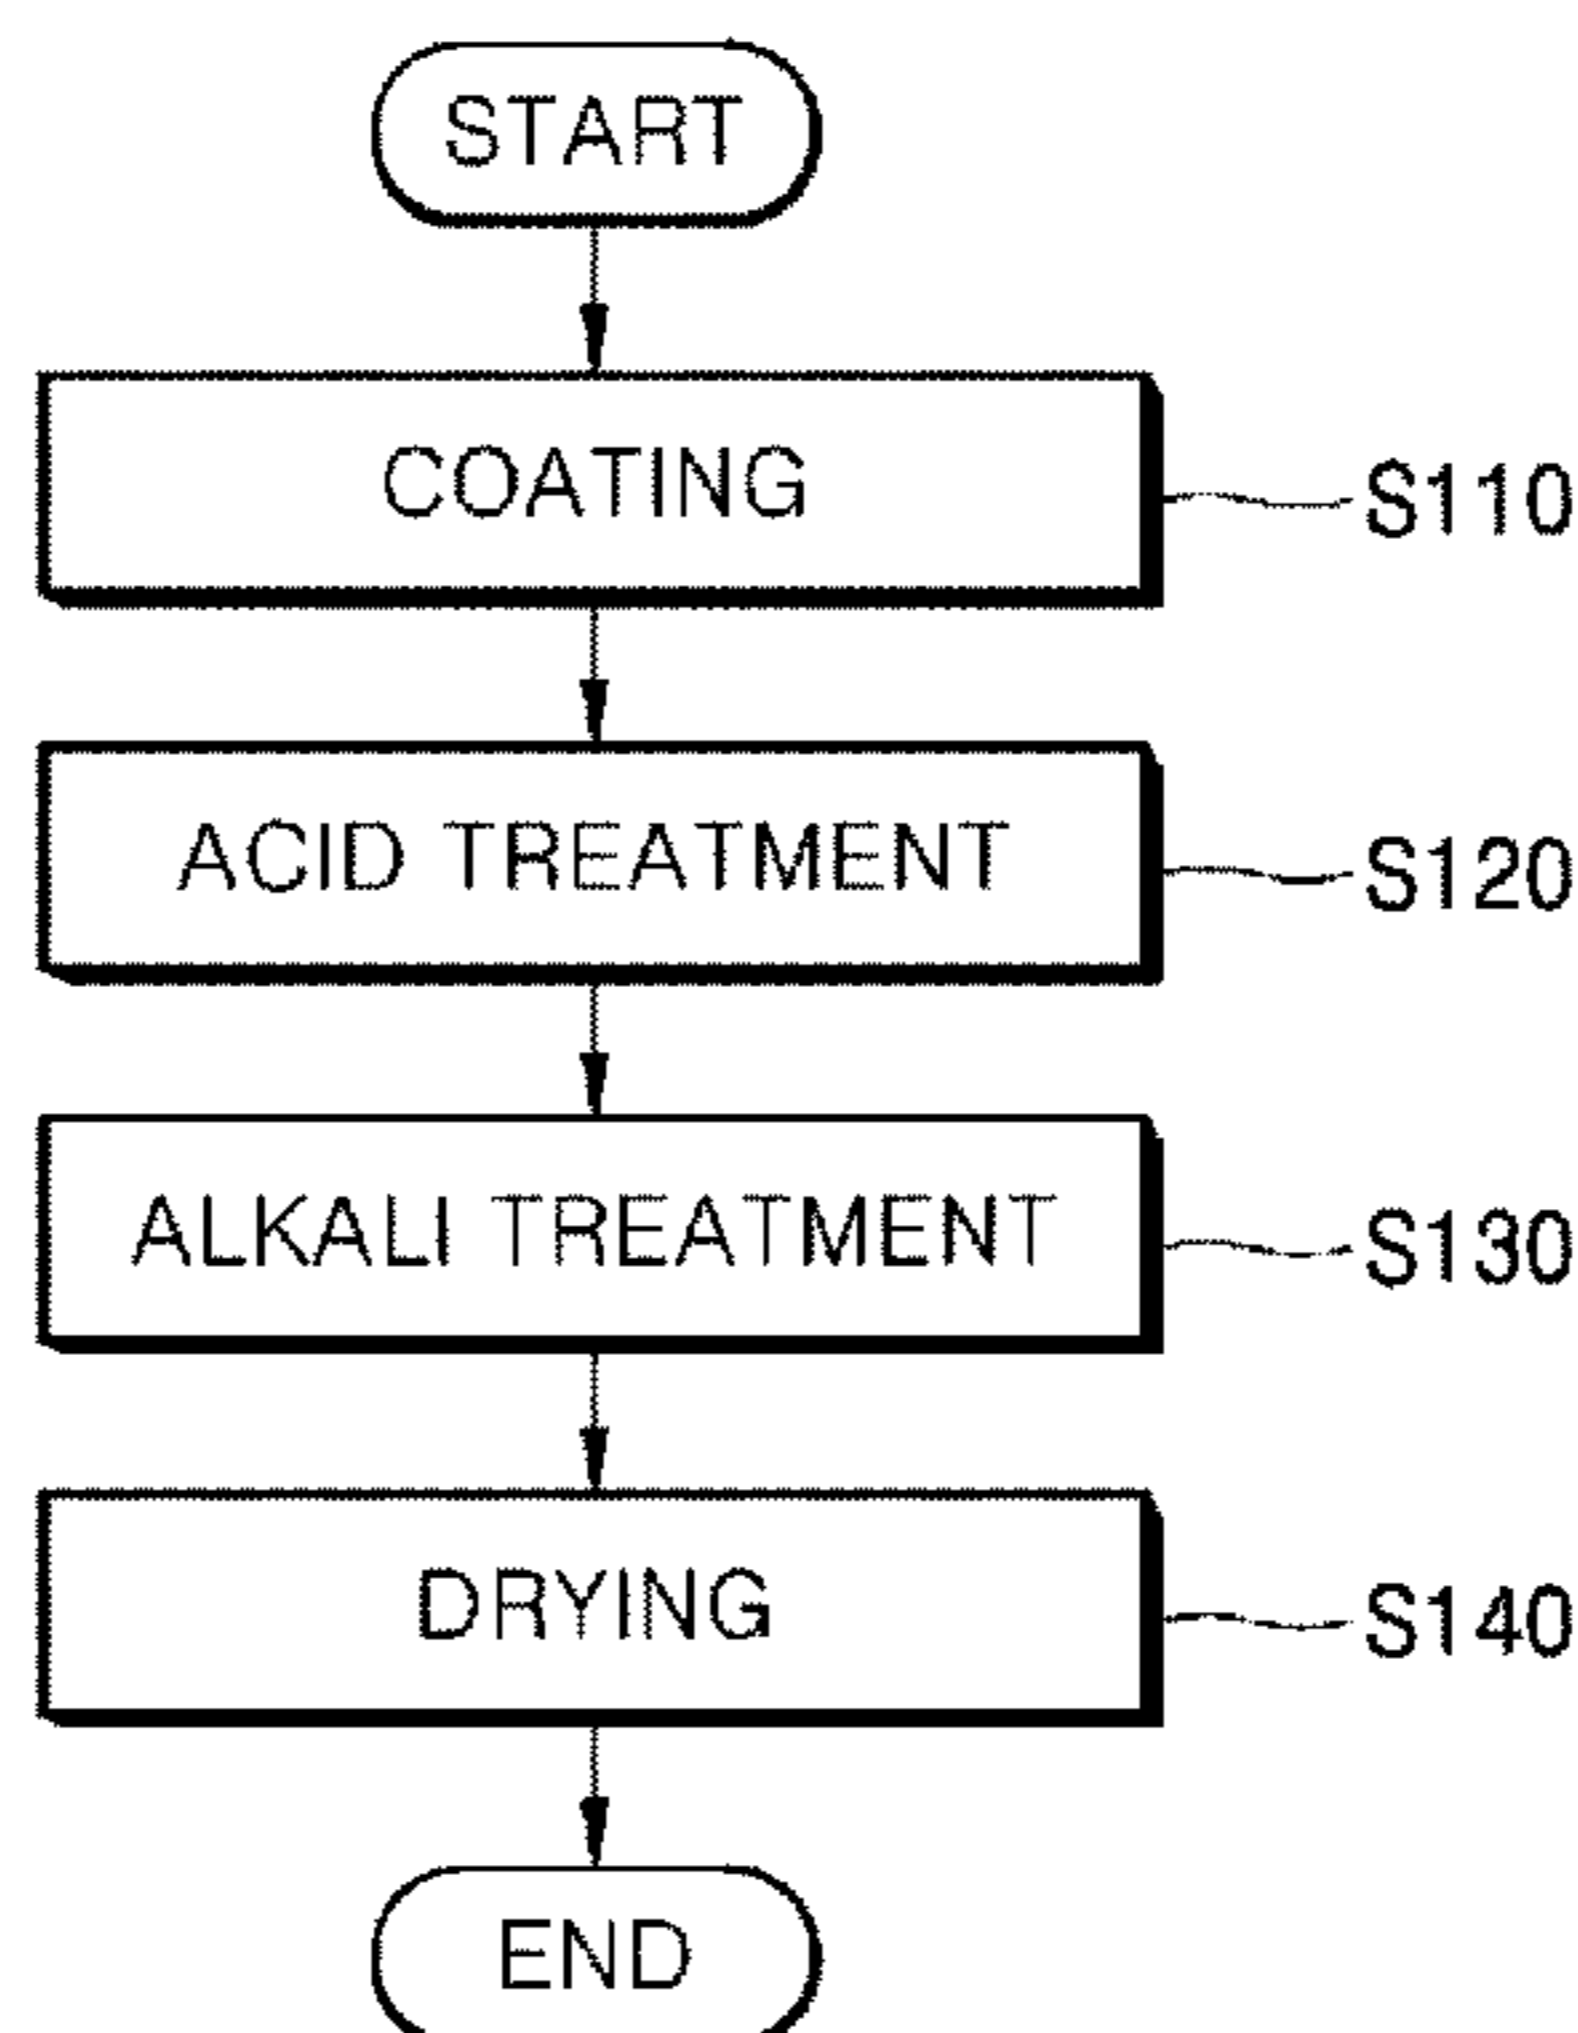 START
COATING
S110
ACID TREATMENT
S120
ALKALI TREATMENT
S130
DRYING
S140
END